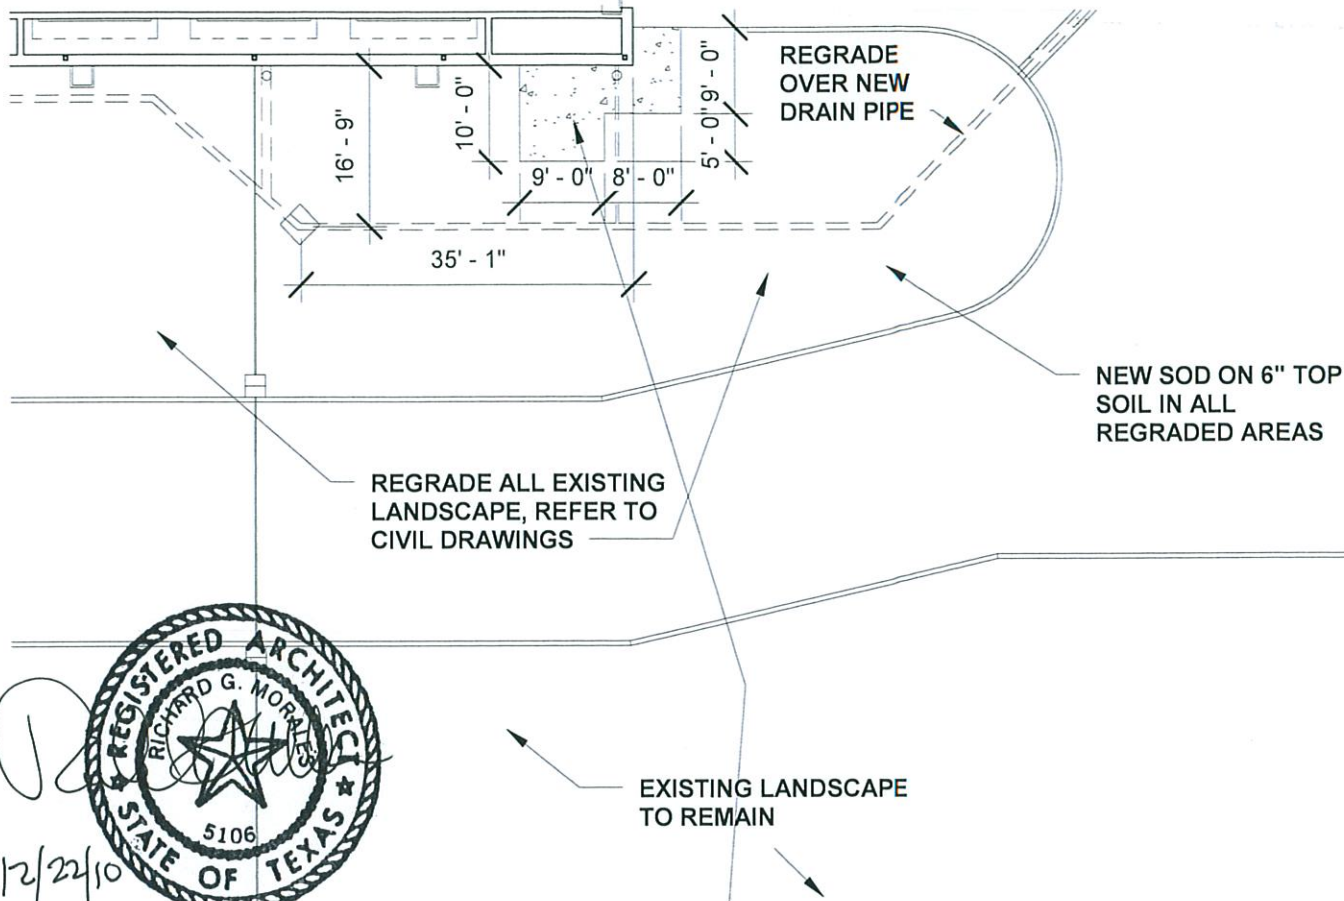 REGRADE
OVER NEW
DRAIN PIPE
16' - 9"
10' - 0"
9' - 0"
5' - 0"
9' - 0"
8' - 0"
35' - 1"
NEW SOD ON 6" TOP
SOIL IN ALL
REGRADED AREAS
REGRADE ALL EXISTING
LANDSCAPE, REFER TO
CIVIL DRAWINGS
REGISTERED ARCHITECT
RICHARD G. MORALES
5106
STATE OF TEXAS
12/22/10
EXISTING LANDSCAPE
TO REMAIN